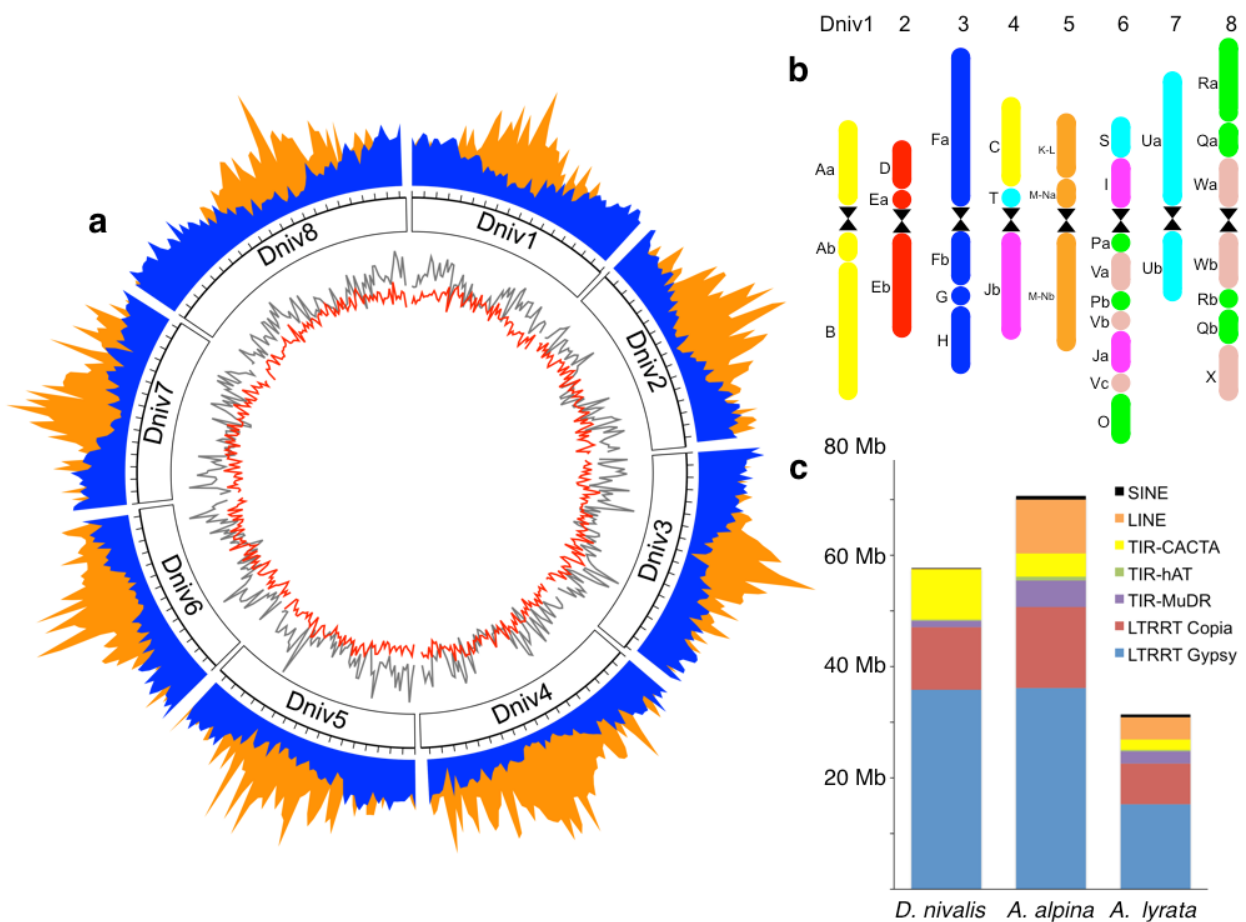 a
Dniv1
Dniv2
Dniv3
Dniv4
Dniv5
Dniv6
Dniv7
Dniv8
b
Dniv1 2 3 4 5 6 7 8
Aa
Ab
B
D
Ea
Eb
Fa
Fb
G
H
C
T
Jb
K-L
M-Na
M-Nb
S
I
Pa
Va
Pb
Vb
Ja
Vc
O
Ua
Ub
Ra
Qa
Wa
Wb
Rb
Qb
X
c
80 Mb
60 Mb
40 Mb
20 Mb
SINE
LINE
TIR-CACTA
TIR-hAT
TIR-MuDR
LTRRT Copia
LTRRT Gypsy
D. nivalis A. alpina A. lyrata